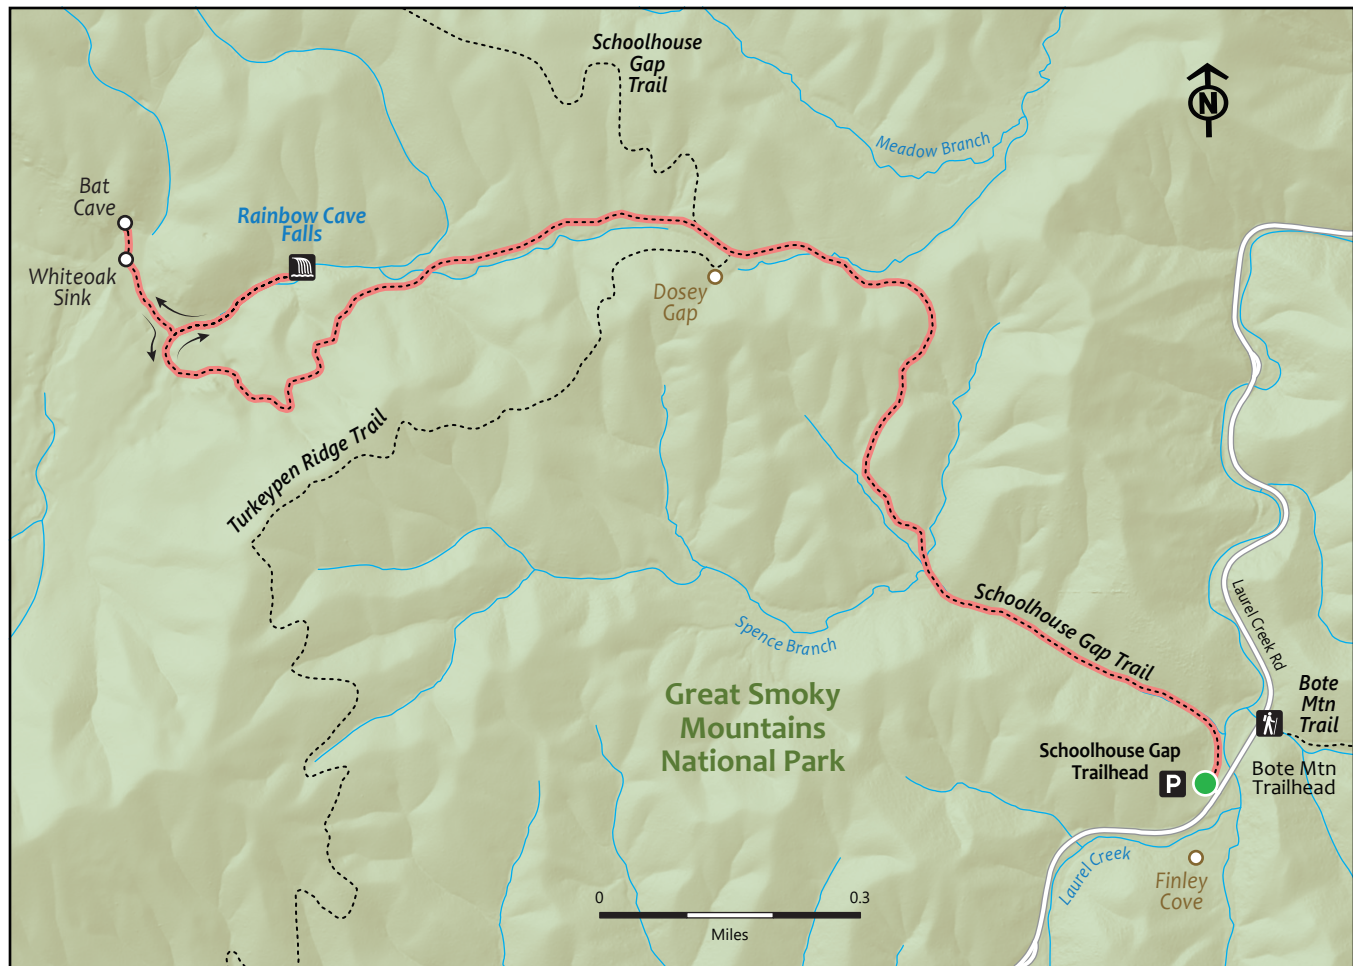 Schoolhouse
Gap
Trail
N
Meadow Branch
Bat
Cave
Rainbow Cave
Falls
Whiteoak
Sink
Dosey
Gap
Turkeypen Ridge Trail
Schoolhouse Gap Trail
Laurel Creek Rd
Spence Branch
Great Smoky
Mountains
National Park
Bote
Mtn
Trail
Schoolhouse Gap
Trailhead
P
Bote Mtn
Trailhead
Laurel Creek
Finley
Cove
0 0.3
Miles